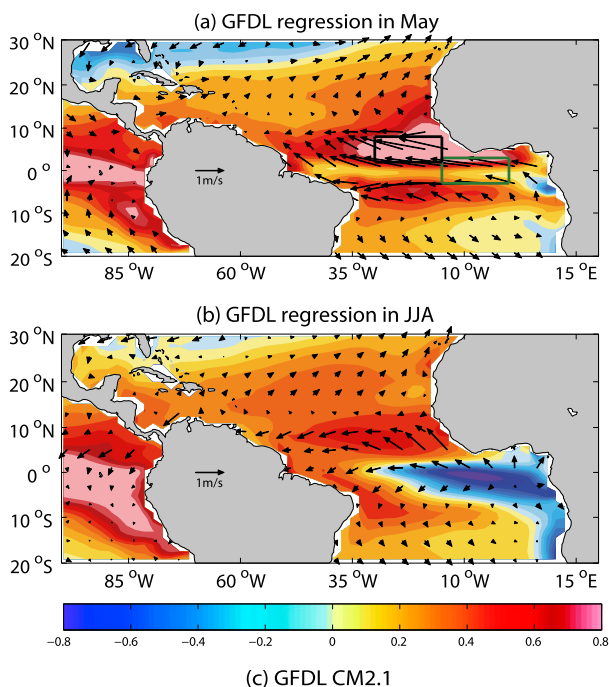 (a) GFDL regression in May
30 °N
20 °N
10 °N
0 °
10 °S
20 °S
1m/s
85 °W 60 °W 35 °W 10 °W 15 °E
(b) GFDL regression in JJA
30 °N
20 °N
10 °N
0 °
10 °S
20 °S
1m/s
85 °W 60 °W 35 °W 10 °W 15 °E
−0.8 −0.6 −0.4 −0.2 0 0.2 0.4 0.6 0.8
(c) GFDL CM2.1